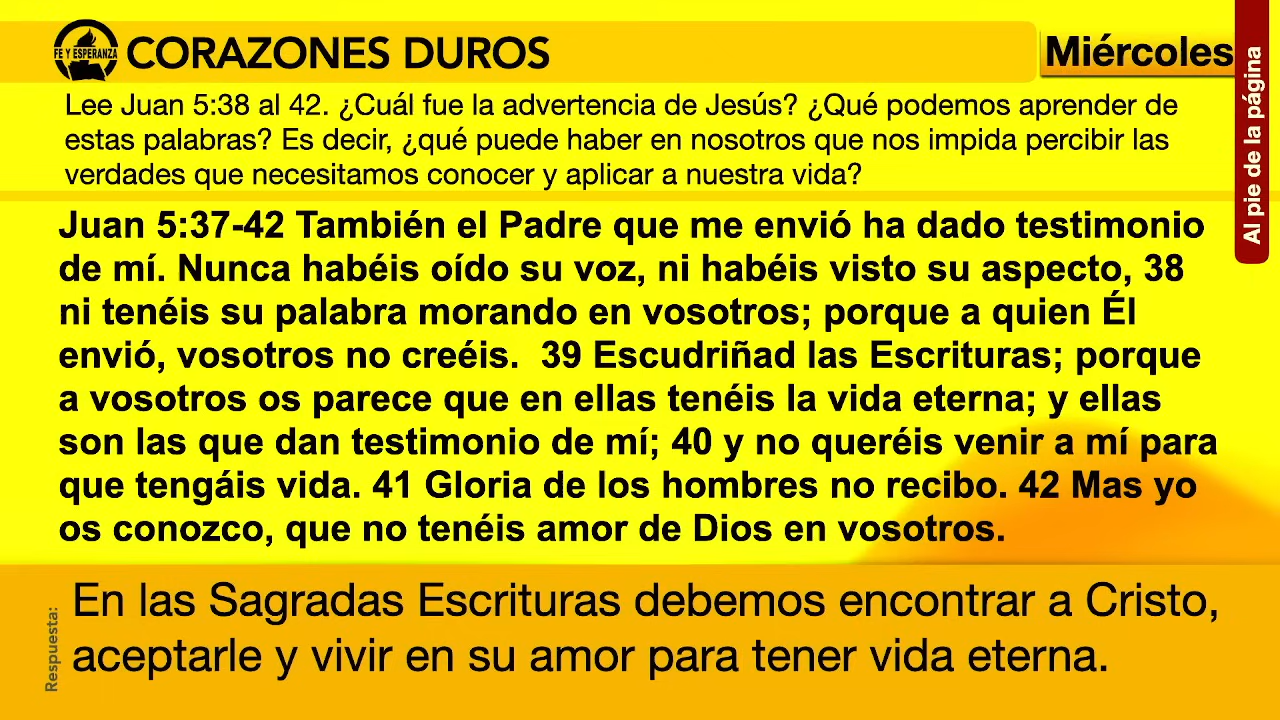 FE Y ESPERANZA
CORAZONES DUROS
Miércoles
Al pie de la página
Lee Juan 5:38 al 42. ¿Cuál fue la advertencia de Jesús? ¿Qué podemos aprender de
estas palabras? Es decir, ¿qué puede haber en nosotros que nos impida percibir las
verdades que necesitamos conocer y aplicar a nuestra vida?
Juan 5:37-42 También el Padre que me envió ha dado testimonio
de mí. Nunca habéis oído su voz, ni habéis visto su aspecto, 38
ni tenéis su palabra morando en vosotros; porque a quien Él
envió, vosotros no creéis.  39 Escudriñad las Escrituras; porque
a vosotros os parece que en ellas tenéis la vida eterna; y ellas
son las que dan testimonio de mí; 40 y no queréis venir a mí para
que tengáis vida. 41 Gloria de los hombres no recibo. 42 Mas yo
os conozco, que no tenéis amor de Dios en vosotros.
Respuesta:
En las Sagradas Escrituras debemos encontrar a Cristo,
aceptarle y vivir en su amor para tener vida eterna.